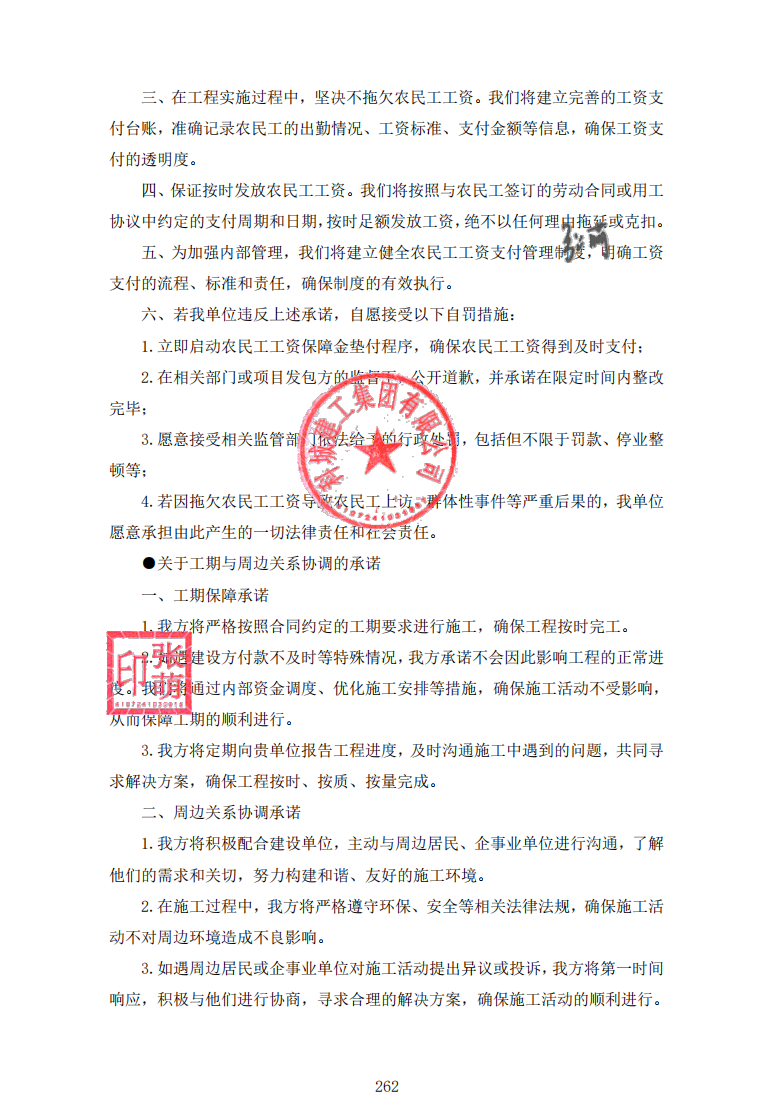 三、在工程实施过程中，坚决不拖欠农民工工资。我们将建立完善的工资支
付台账，准确记录农民工的出勤情况、工资标准、支付金额等信息，确保工资支
付的透明度。
四、保证按时发放农民工工资。我们将按照与农民工签订的劳动合同或用工
协议中约定的支付周期和日期，按时足额发放工资，绝不以任何理由拖延或克扣。
五、为加强内部管理，我们将建立健全农民工工资支付管理制度，明确工资
支付的流程、标准和责任，确保制度的有效执行。
六、若我单位违反上述承诺，自愿接受以下自罚措施：
1.立即启动农民工工资保障金垫付程序，确保农民工工资得到及时支付；
2.在相关部门或项目发包方的监督下，公开道歉，并承诺在限定时间内整改
完毕；
3.愿意接受相关监管部门依法给予的行政处罚，包括但不限于罚款、停业整
顿等；
4.若因拖欠农民工工资导致农民工上访、群体性事件等严重后果的，我单位
愿意承担由此产生的一切法律责任和社会责任。
城建工集团有限公司
●关于工期与周边关系协调的承诺
一、工期保障承诺
1.我方将严格按照合同约定的工期要求进行施工，确保工程按时完工。
2.如遇建设方付款不及时等特殊情况，我方承诺不会因此影响工程的正常进
度。我们将通过内部资金调度、优化施工安排等措施，确保施工活动不受影响，
从而保障工期的顺利进行。
张萌印
3.我方将定期向贵单位报告工程进度，及时沟通施工中遇到的问题，共同寻
求解决方案，确保工程按时、按质、按量完成。
二、周边关系协调承诺
1.我方将积极配合建设单位，主动与周边居民、企事业单位进行沟通，了解
他们的需求和关切，努力构建和谐、友好的施工环境。
2.在施工过程中，我方将严格遵守环保、安全等相关法律法规，确保施工活
动不对周边环境造成不良影响。
3.如遇周边居民或企事业单位对施工活动提出异议或投诉，我方将第一时间
响应，积极与他们进行协商，寻求合理的解决方案，确保施工活动的顺利进行。
262